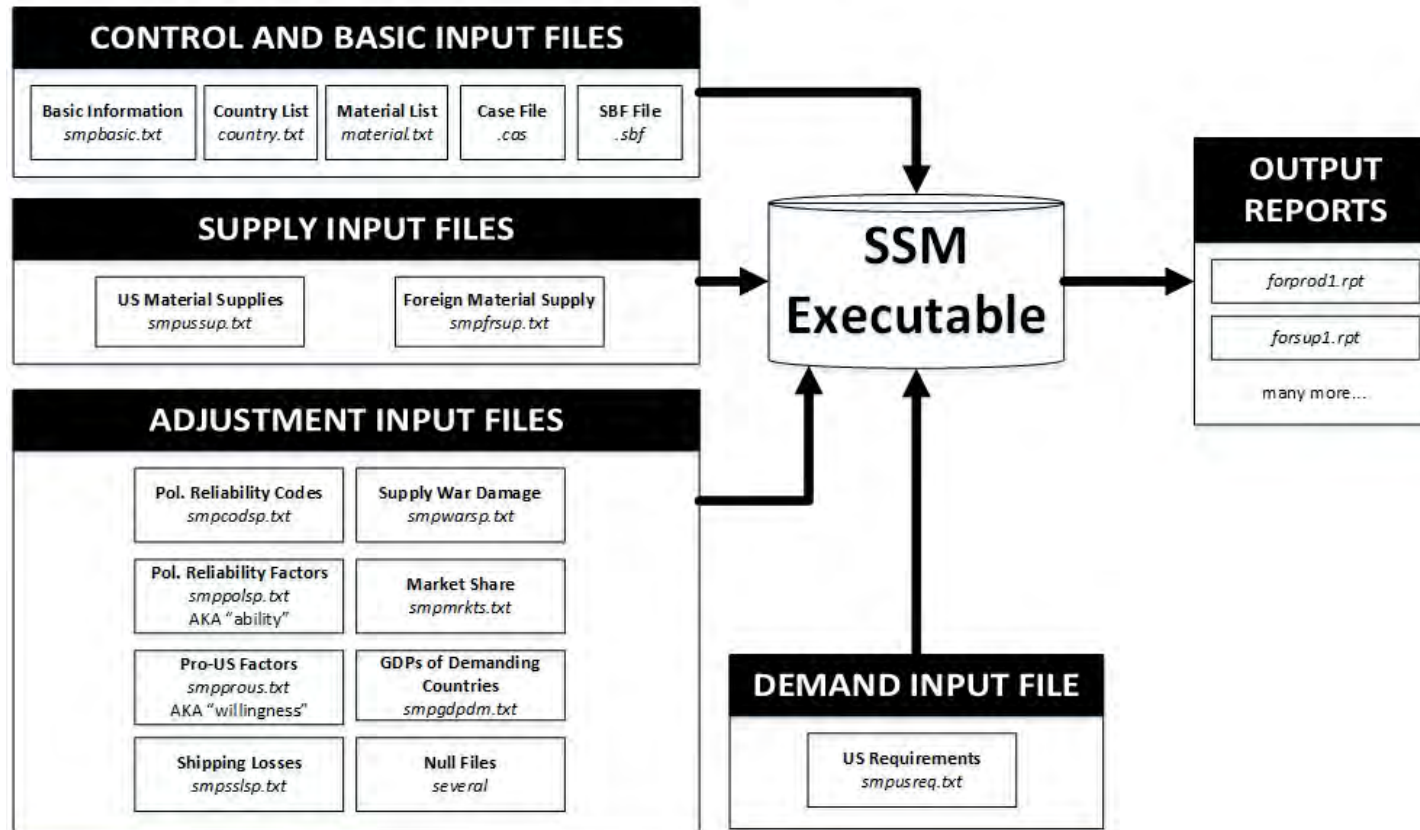 CONTROL AND BASIC INPUT FILES
Basic Information
smpbasic.txt
Country List
country.txt
Material List
material.txt
Case File
.cas
SBF File
.sbf
SUPPLY INPUT FILES
US Material Supplies
smpussup.txt
Foreign Material Supply
smpfrsup.txt
ADJUSTMENT INPUT FILES
Pol. Reliability Codes
smpcodsp.txt
Supply War Damage
smpwarsp.txt
Pol. Reliability Factors
smppolsp.txt
AKA “ability”
Market Share
smpmrkts.txt
Pro-US Factors
smpprous.txt
AKA “willingness”
GDPs of Demanding
Countries
smpgdpdm.txt
Shipping Losses
smpsslsp.txt
Null Files
several
SSM
Executable
DEMAND INPUT FILE
US Requirements
smpusreq.txt
OUTPUT
REPORTS
forprod1.rpt
forsup1.rpt
many more...